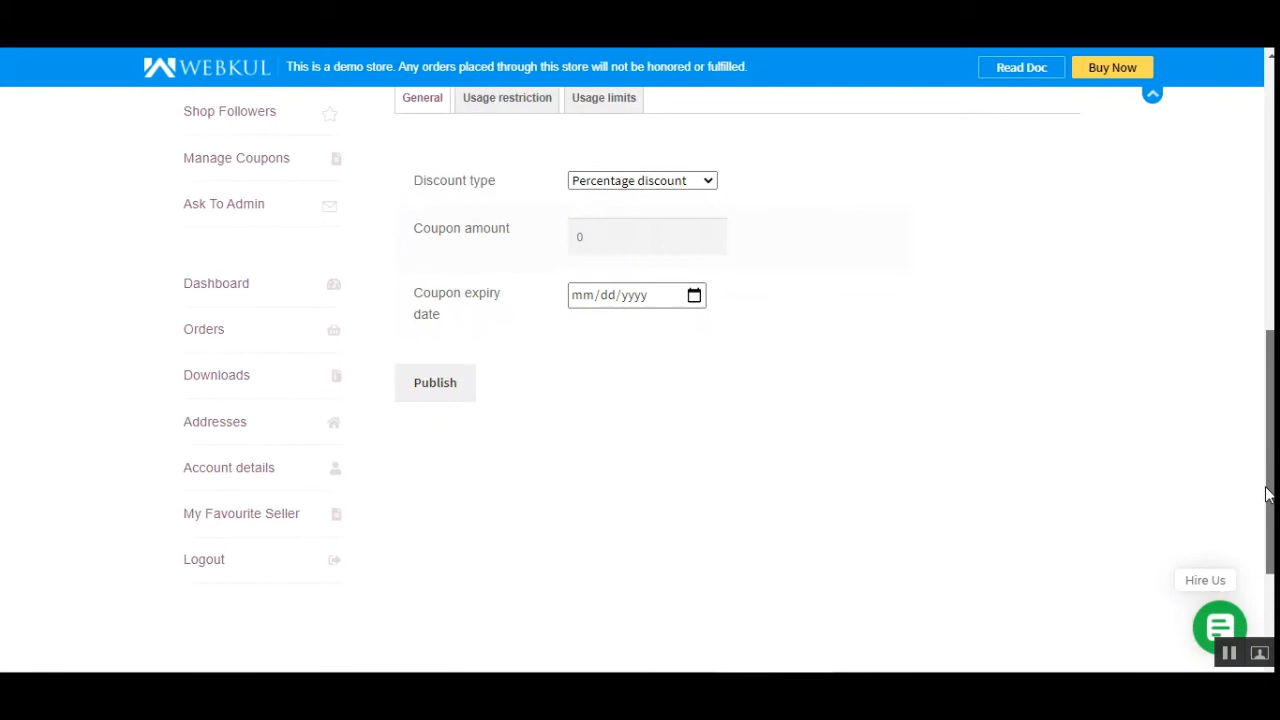 WEBKUL
This is a demo store. Any orders placed through this store will not be honored or fulfilled.
Read Doc
Buy Now
Shop Followers
Manage Coupons
Ask To Admin
Dashboard
Orders
Downloads
Addresses
Account details
My Favourite Seller
Logout
General
Usage restriction
Usage limits
Discount type
Percentage discount
Coupon amount
0
Coupon expiry
date
mm/dd/yyyy
Publish
Hire Us